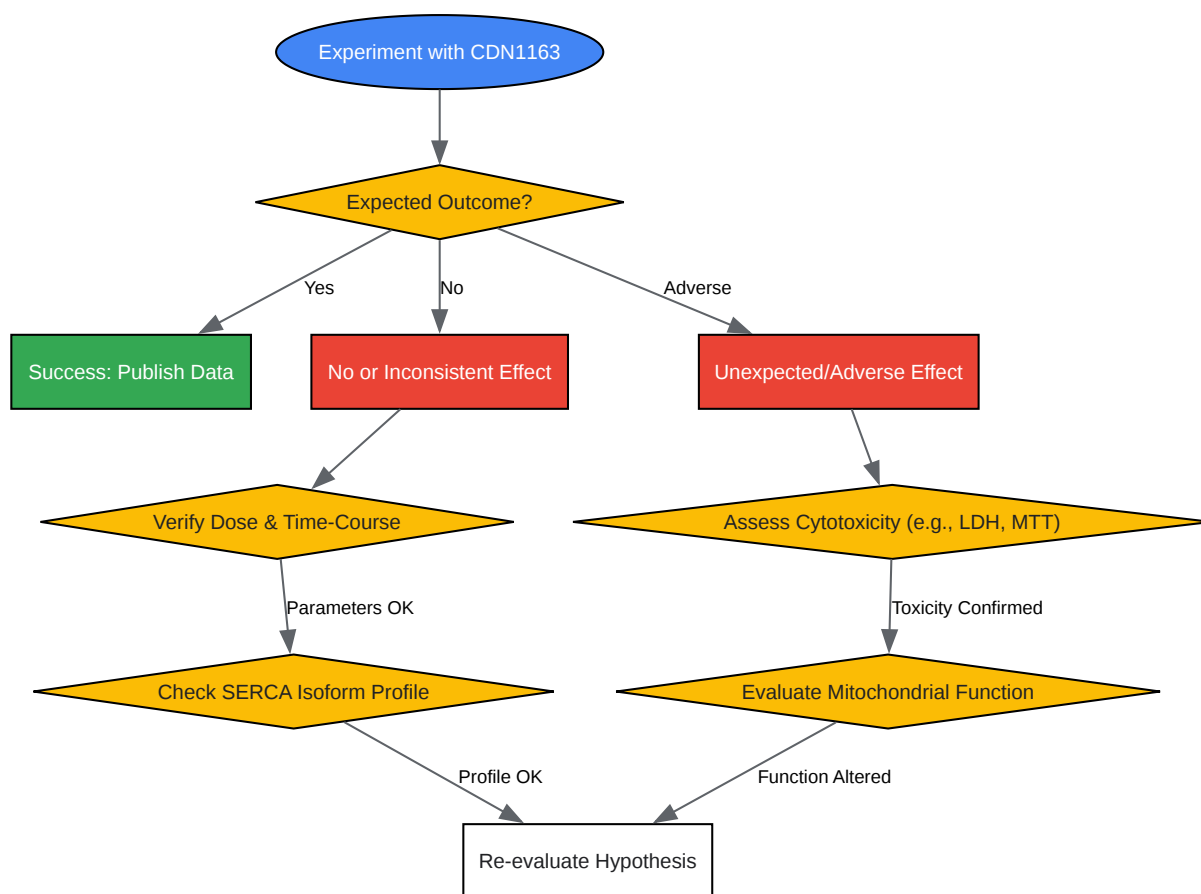 Experiment with CDN1163
Expected Outcome?
Yes
No
Adverse
Success: Publish Data
No or Inconsistent Effect
Unexpected/Adverse Effect
Verify Dose & Time-Course
Assess Cytotoxicity (e.g., LDH, MTT)
Parameters OK
Toxicity Confirmed
Check SERCA Isoform Profile
Evaluate Mitochondrial Function
Profile OK
Function Altered
Re-evaluate Hypothesis